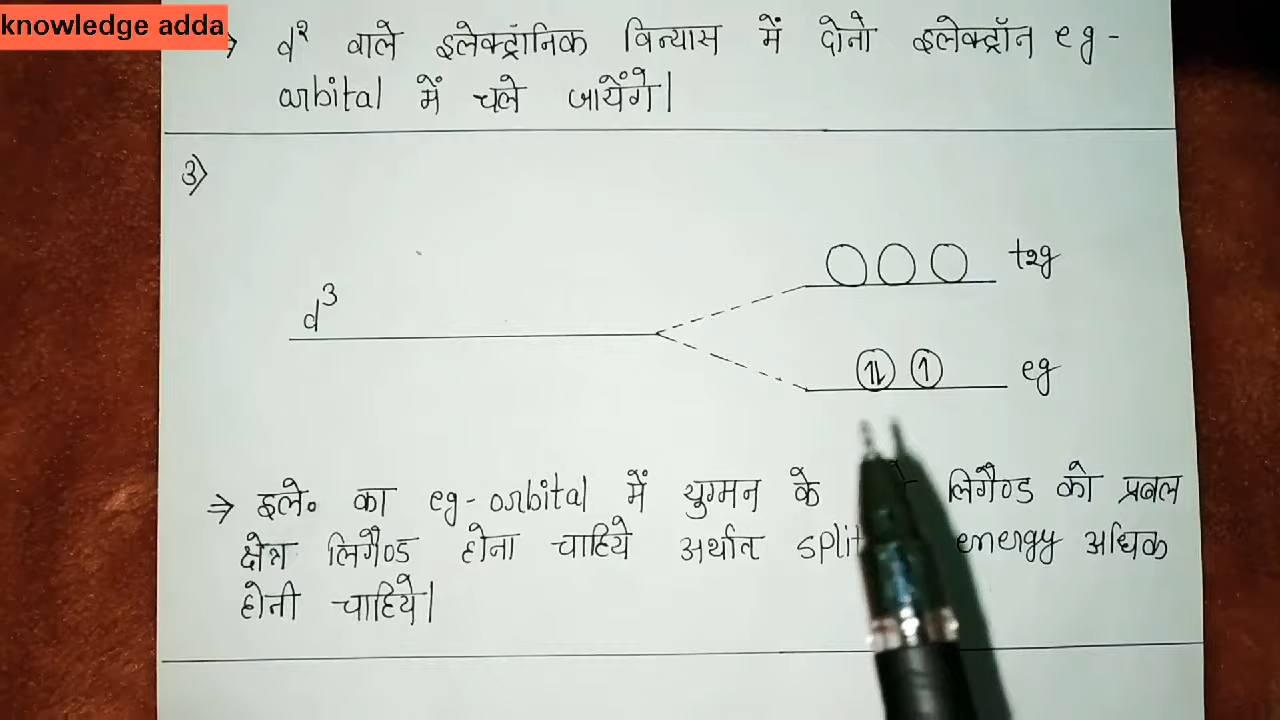 knowledge adda
⇒ d² वाले इलेक्ट्रॉनिक विन्यास में दोनो इलेक्ट्रॉन eg -
orbital में चले जायेंगे।
3)
d³
t2g
⥮ ↿ eg
⇒ इले० का eg - orbital में युग्मन के लिगैण्ड को प्रबल
क्षेत्र लिगैण्ड होना चाहिये अर्थात split energy अधिक
होनी चाहिये।